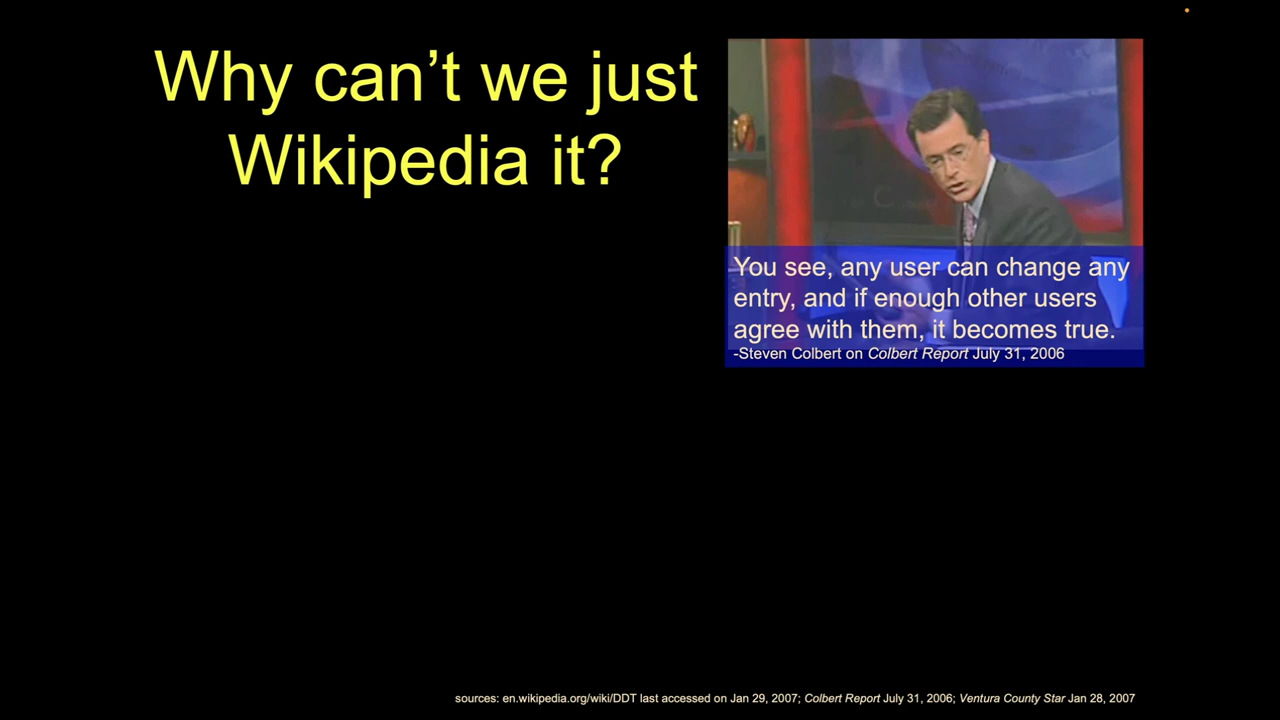 Why can’t we just
Wikipedia it?
You see, any user can change any
entry, and if enough other users
agree with them, it becomes true.
-Steven Colbert on Colbert Report July 31, 2006
sources: en.wikipedia.org/wiki/DDT last accessed on Jan 29, 2007; Colbert Report July 31, 2006; Ventura County Star Jan 28, 2007